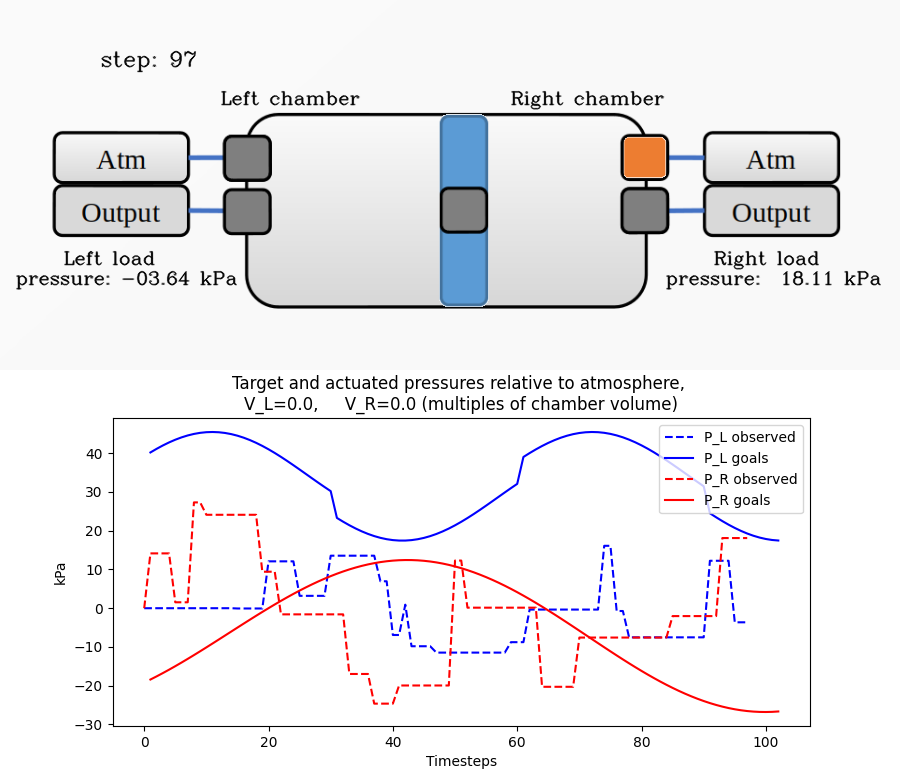 step: 97
Left chamber
Right chamber
Atm
Atm
Output
Output
Left load
pressure: -03.64 kPa
Right load
pressure:  18.11 kPa
Target and actuated pressures relative to atmosphere,
V_L=0.0,     V_R=0.0 (multiples of chamber volume)
P_L observed
P_L goals
P_R observed
P_R goals
kPa
40
30
20
10
0
−10
−20
−30
0
20
40
60
80
100
Timesteps